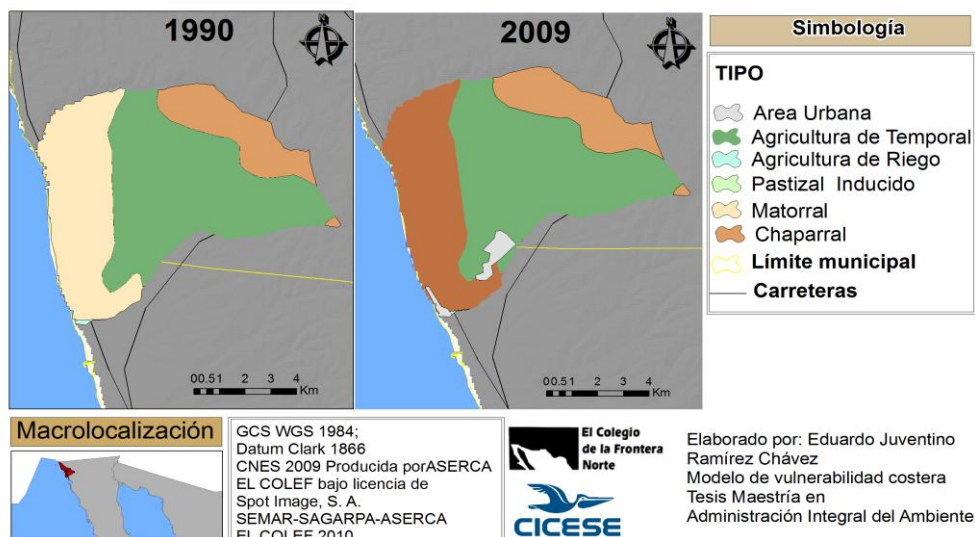 1990
N
00.51 2 3 4
Km
2009
N
00.51 2 3 4
Km
Simbología
TIPO
Area Urbana
Agricultura de Temporal
Agricultura de Riego
Pastizal Inducido
Matorral
Chaparral
Límite municipal
Carreteras
Macrolocalización
GCS WGS 1984;
Datum Clark 1866
CNES 2009 Producida porASERCA
EL COLEF bajo licencia de
Spot Image, S. A.
SEMAR-SAGARPA-ASERCA
EL COLEF 2010
El Colegio
de la Frontera
Norte
CICESE
Elaborado por: Eduardo Juventino
Ramírez Chávez
Modelo de vulnerabilidad costera
Tesis Maestría en
Administración Integral del Ambiente